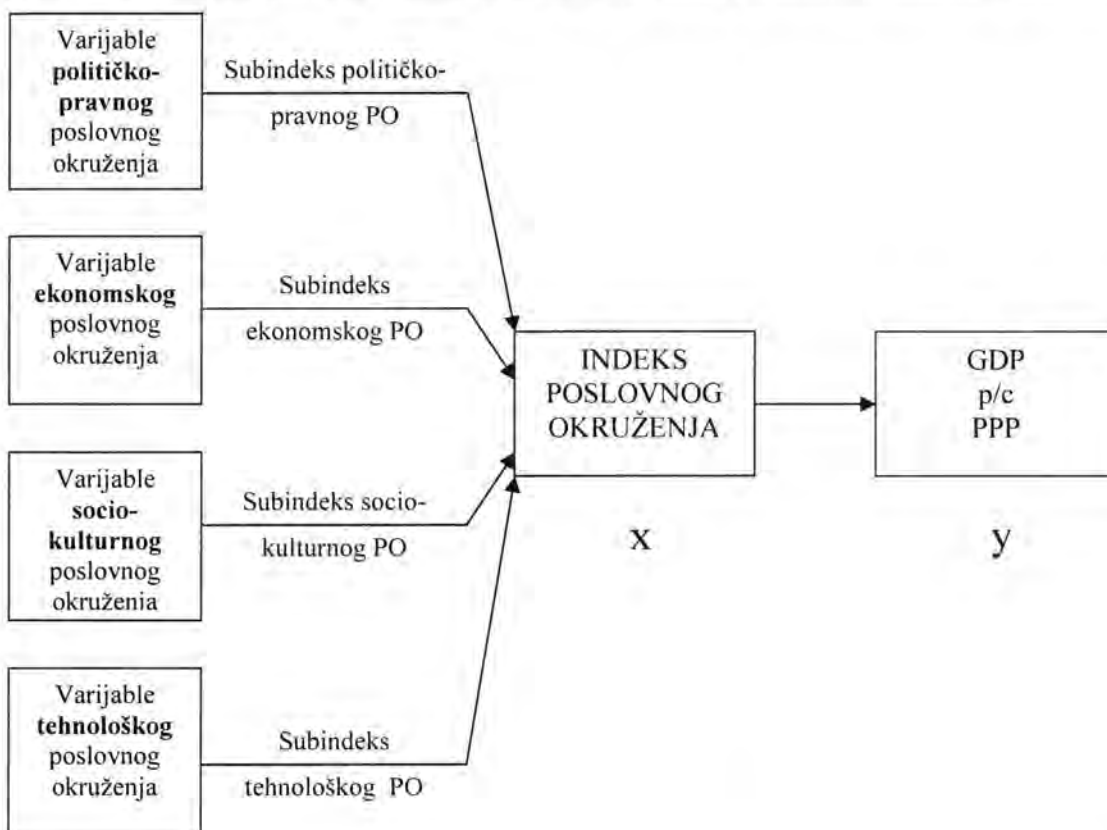 Varijable
političko-
pravnog
poslovnog
okruženja
Subindeks političko-
pravnog PO
Varijable
ekonomskog
poslovnog
okruženja
Subindeks
ekonomskog PO
Varijable
socio-
kulturnog
poslovnog
okruženia
Subindeks socio-
kulturnog PO
Varijable
tehnološkog
poslovnog
okruženja
Subindeks
tehnološkog PO
INDEKS
POSLOVNOG
OKRUŽENJA
x
GDP
p/c
PPP
y